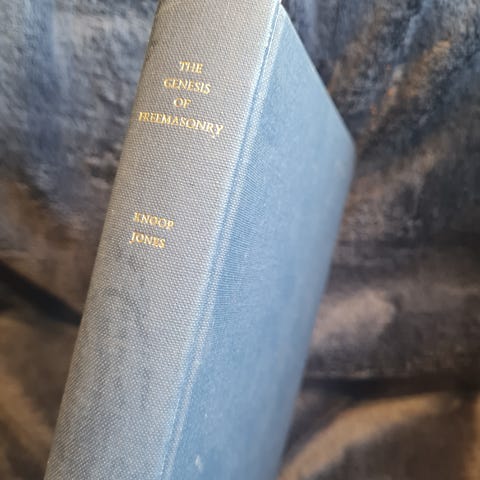 THE
GENESIS
OF
FREEMASONRY
KNOOP
JONES